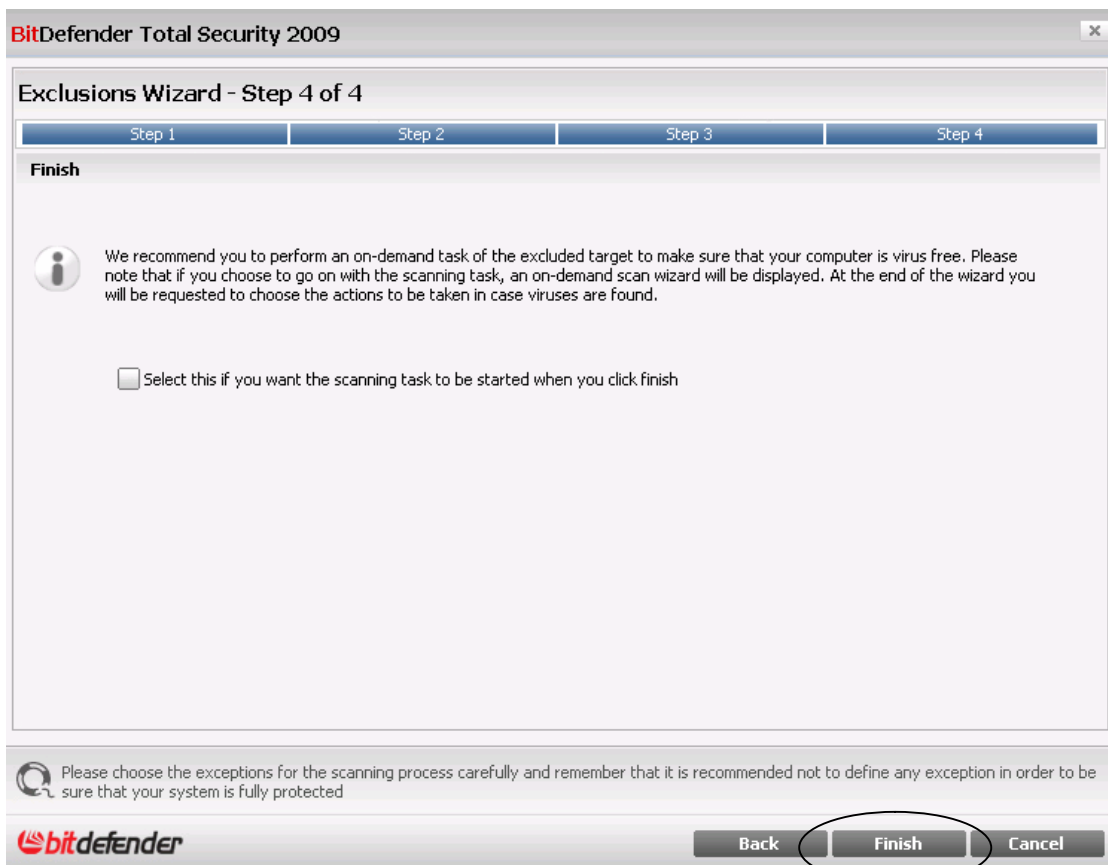 BitDefender Total Security 2009
Exclusions Wizard - Step 4 of 4
Step 1 Step 2 Step 3 Step 4
Finish
We recommend you to perform an on-demand task of the excluded target to make sure that your computer is virus free. Please
note that if you choose to go on with the scanning task, an on-demand scan wizard will be displayed. At the end of the wizard you
will be requested to choose the actions to be taken in case viruses are found.
Select this if you want the scanning task to be started when you click finish
Please choose the exceptions for the scanning process carefully and remember that it is recommended not to define any exception in order to be
sure that your system is fully protected
bitdefender
Back Finish Cancel